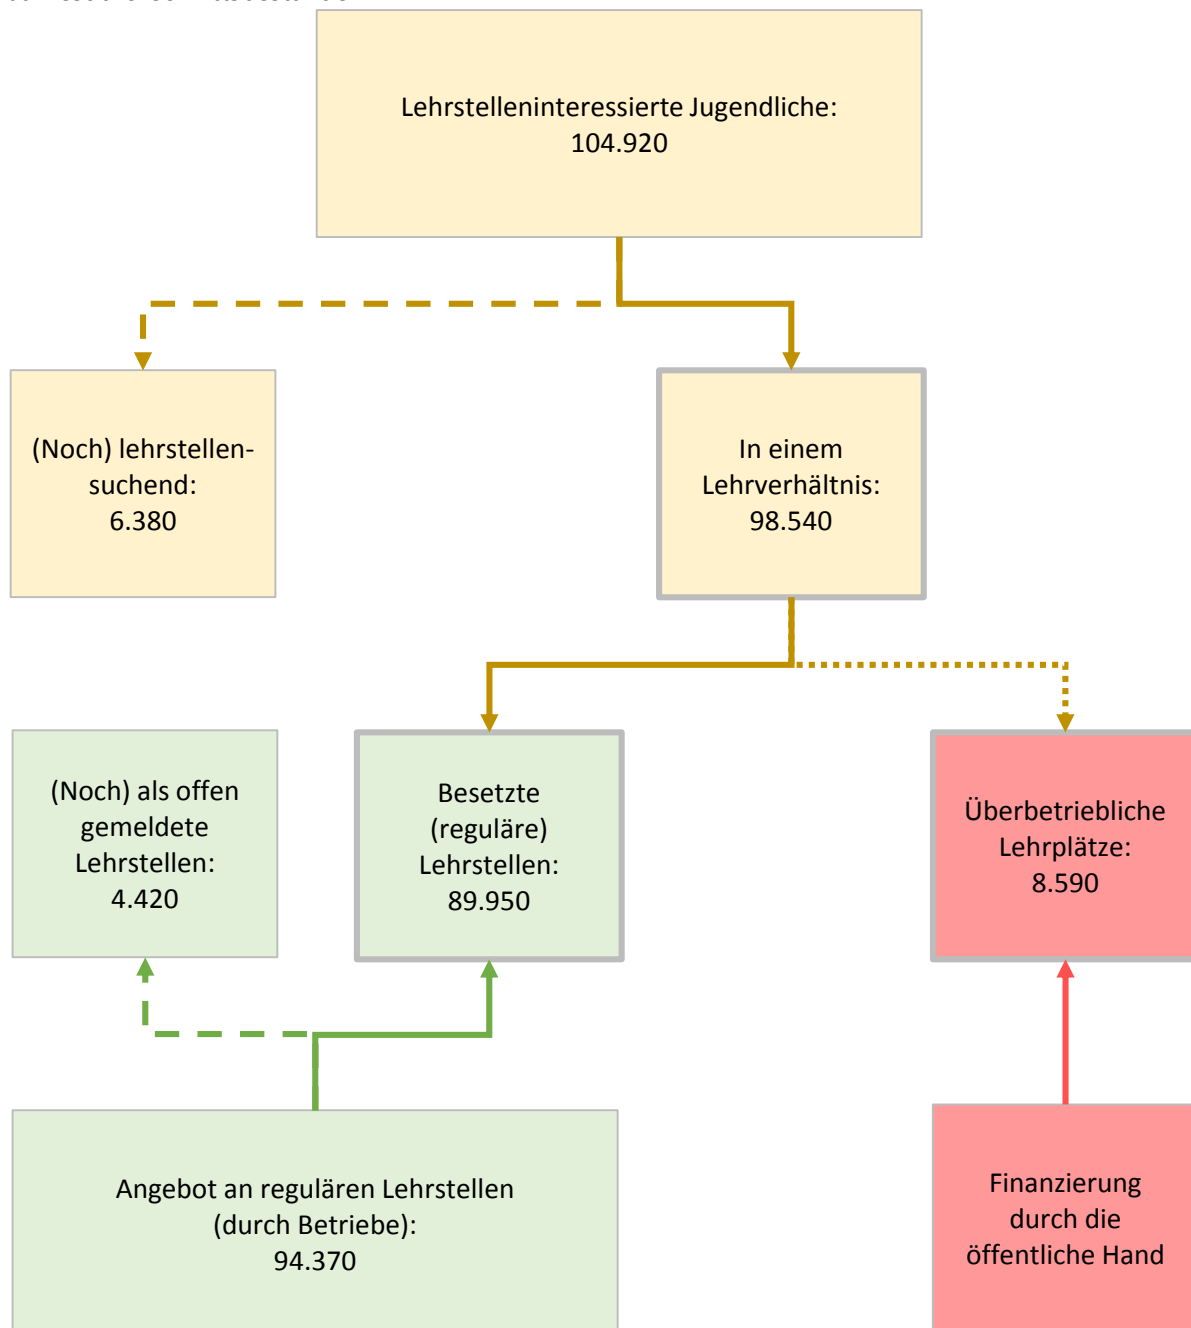 Lehrstelleninteressierte Jugendliche:
104.920
(Noch) lehrstellen-
suchend:
6.380
In einem
Lehrverhältnis:
98.540
(Noch) als offen
gemeldete
Lehrstellen:
4.420
Besetzte
(reguläre)
Lehrstellen:
89.950
Überbetriebliche
Lehrplätze:
8.590
Angebot an regulären Lehrstellen
(durch Betriebe):
94.370
Finanzierung
durch die
öffentliche Hand